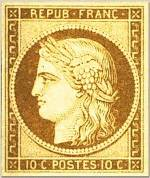 REPUB · FRANC ·
10 C. POSTES 10 C.